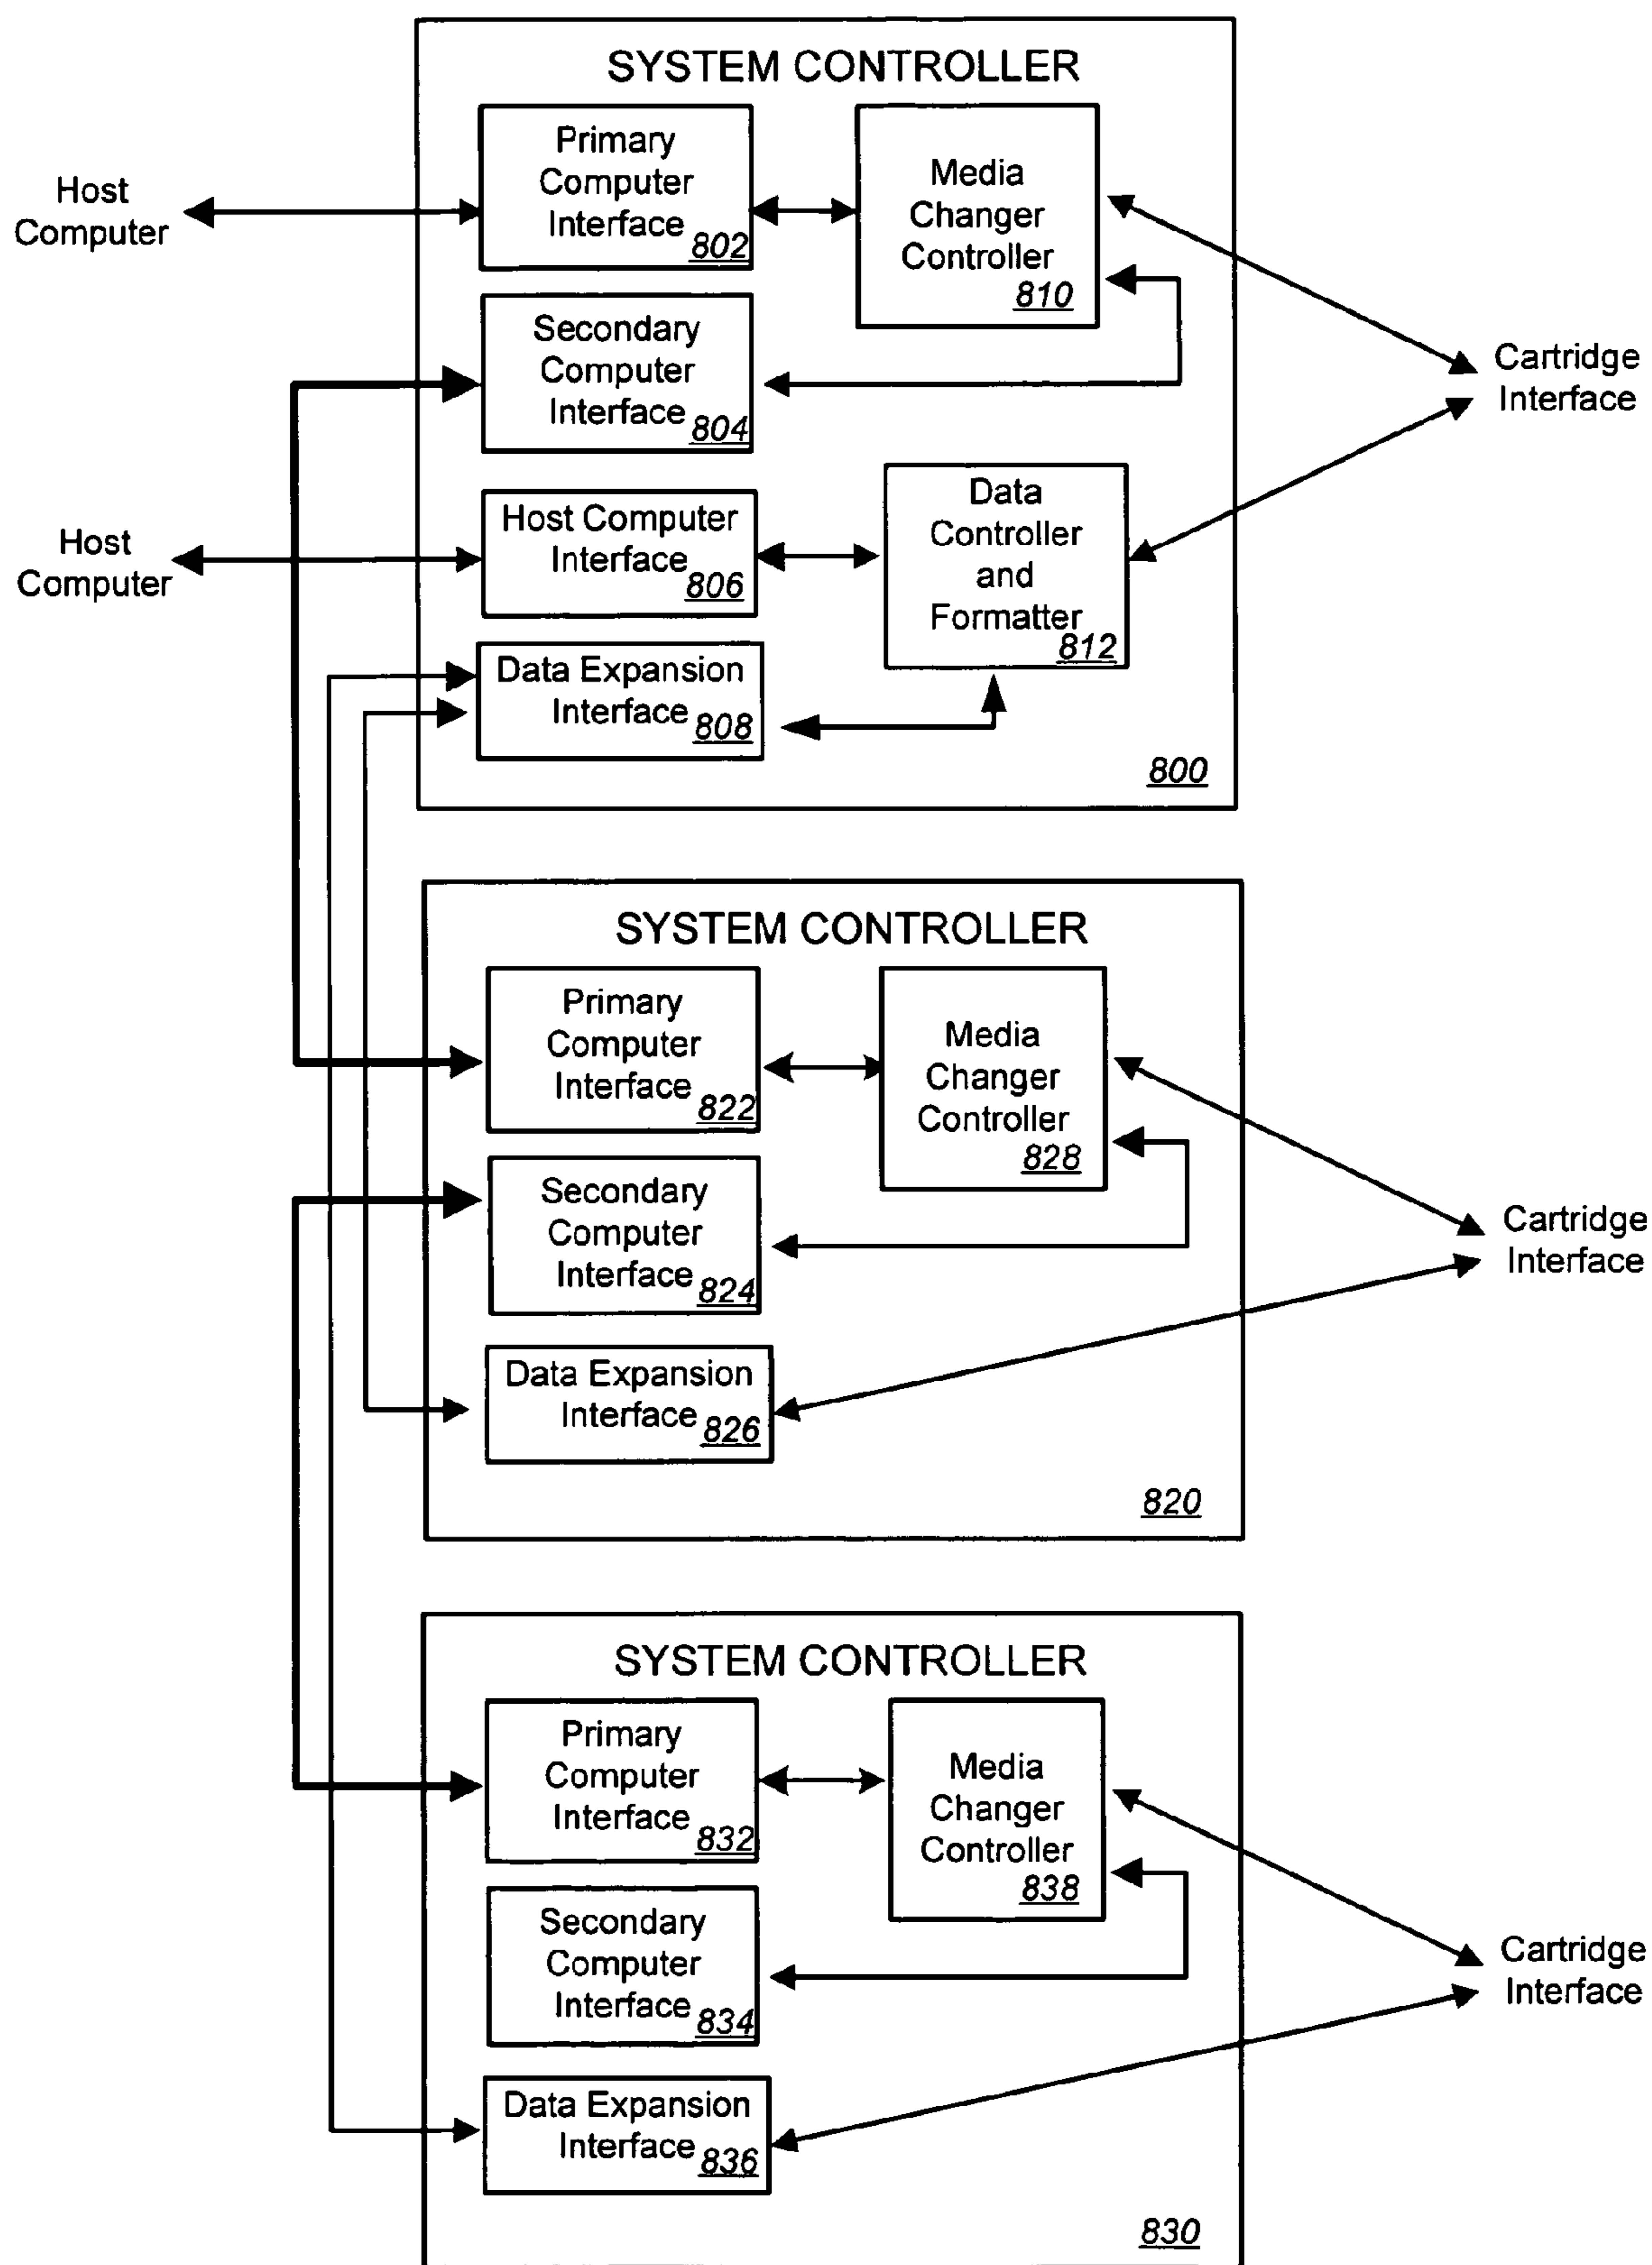 SYSTEM CONTROLLER
Primary
Computer
Interface 802
Media
Changer
Controller
810
Host
Computer
Secondary
Computer
Interface 804
Cartridge
Interface
Host
Computer
Host Computer
Interface
806
Data
Controller
and
Formatter
812
Data Expansion
Interface 808
800
SYSTEM CONTROLLER
Primary
Computer
Interface 822
Media
Changer
Controller
828
Secondary
Computer
Interface 824
Cartridge
Interface
Data Expansion
Interface 826
820
SYSTEM CONTROLLER
Primary
Computer
Interface 832
Media
Changer
Controller
838
Secondary
Computer
Interface 834
Cartridge
Interface
Data Expansion
Interface 836
830